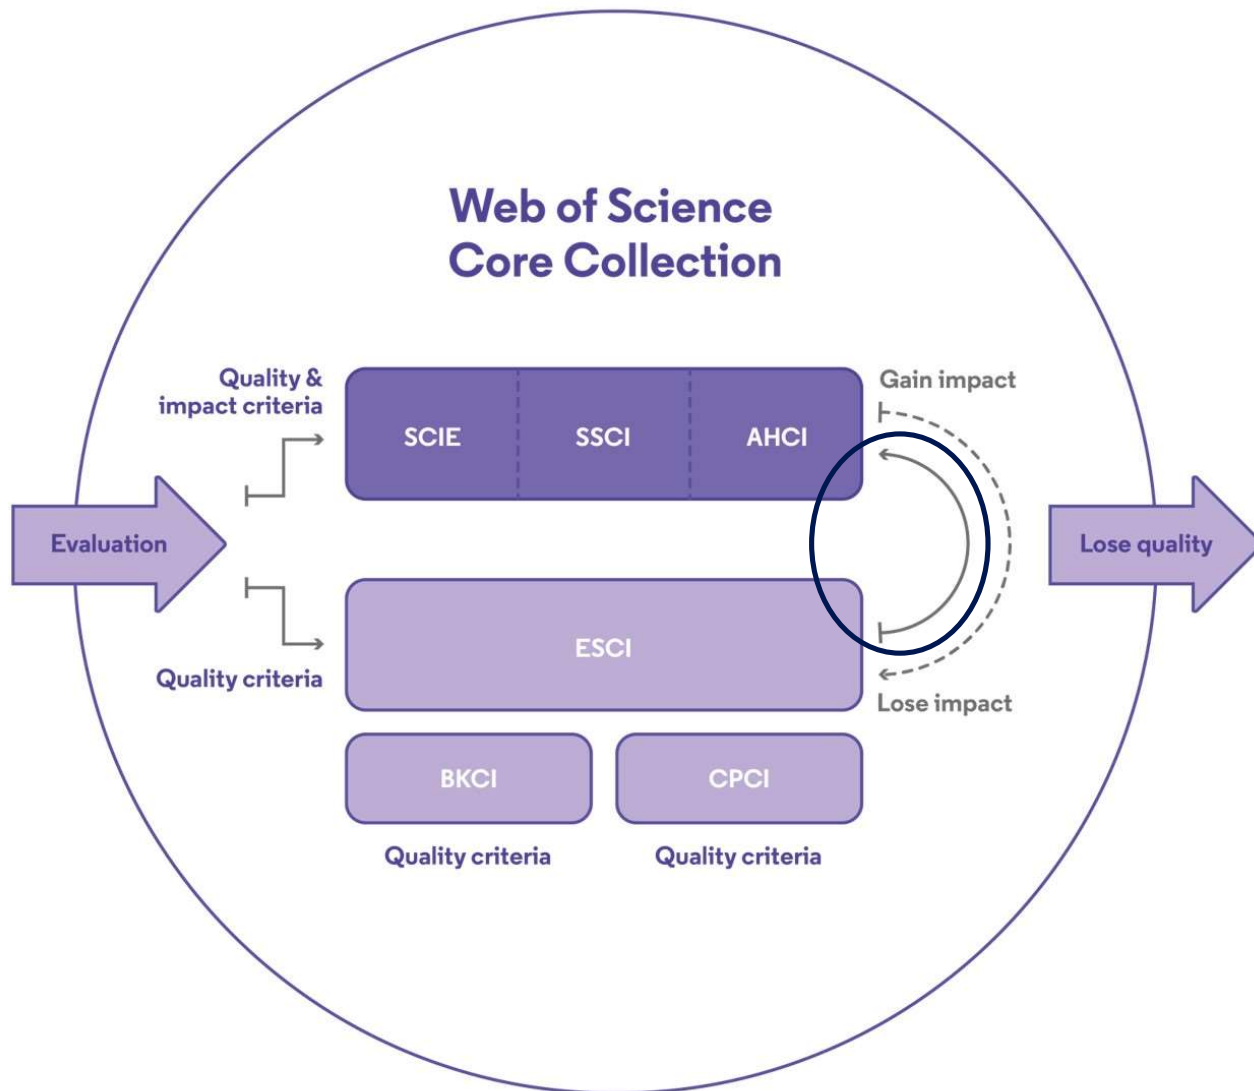 Web of Science
Core Collection
Quality &
impact criteria
Gain impact
SCIE
SSCI
AHCI
Evaluation
Lose quality
ESCI
Quality criteria
Lose impact
BKCI
CPCI
Quality criteria
Quality criteria